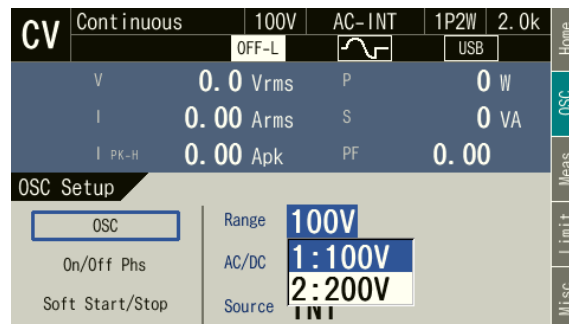 CV
Continuous
100V
AC-INT
1P2W
2.0k
OFF-L
USB
V 0.0 Vrms P 0 W
I 0.00 Arms S 0 VA
I PK-H 0.00 Apk PF 0.00
OSC Setup
OSC
Range 100V
On/Off Phs
AC/DC
1:100V
2:200V
Soft Start/Stop
Source INT
Home
OSC
Meas
Limit
Misc